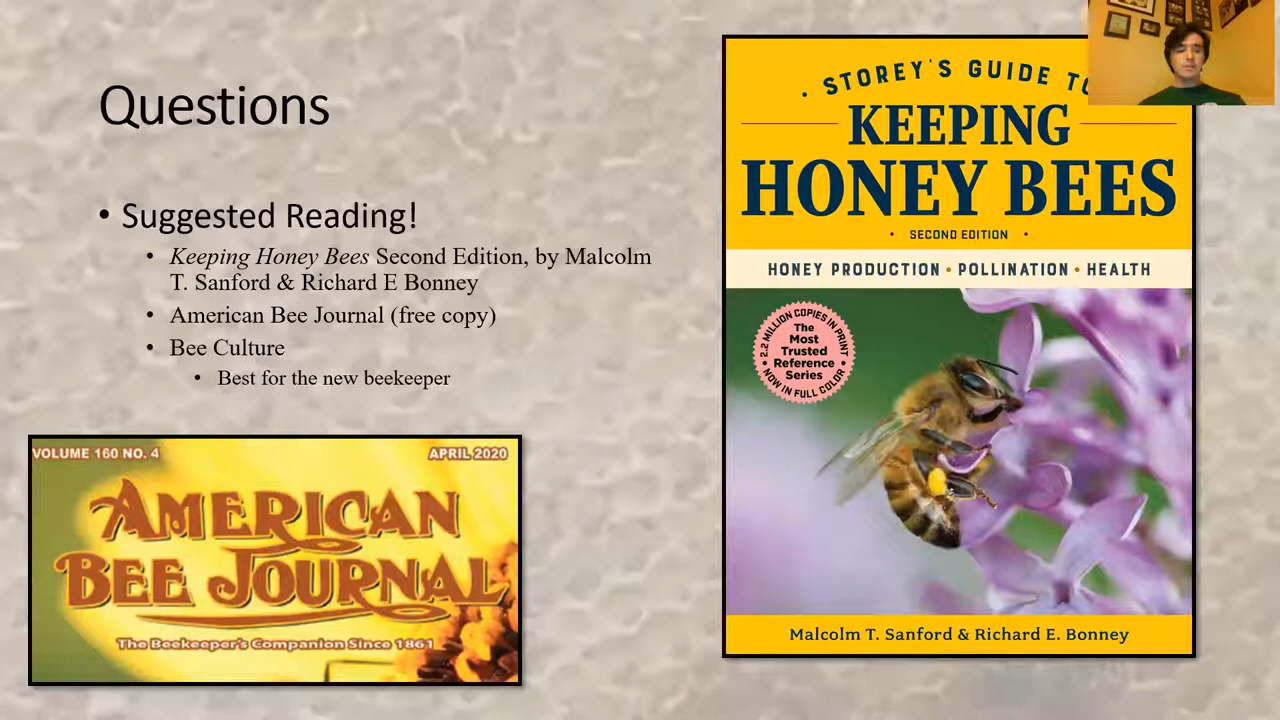 Questions
• Suggested Reading!
• Keeping Honey Bees Second Edition, by Malcolm
T. Sanford & Richard E Bonney
• American Bee Journal (free copy)
• Bee Culture
• Best for the new beekeeper
VOLUME 160 NO. 4
APRIL 2020
AMERICAN
BEE JOURNAL
The Beekeeper's Companion Since 1861
• STOREY'S GUIDE TO
KEEPING
HONEY BEES
• SECOND EDITION •
HONEY PRODUCTION • POLLINATION • HEALTH
2.2 MILLION COPIES IN PRINT
The
Most
Trusted
Reference
Series
• NOW IN FULL COLOR •
Malcolm T. Sanford & Richard E. Bonney